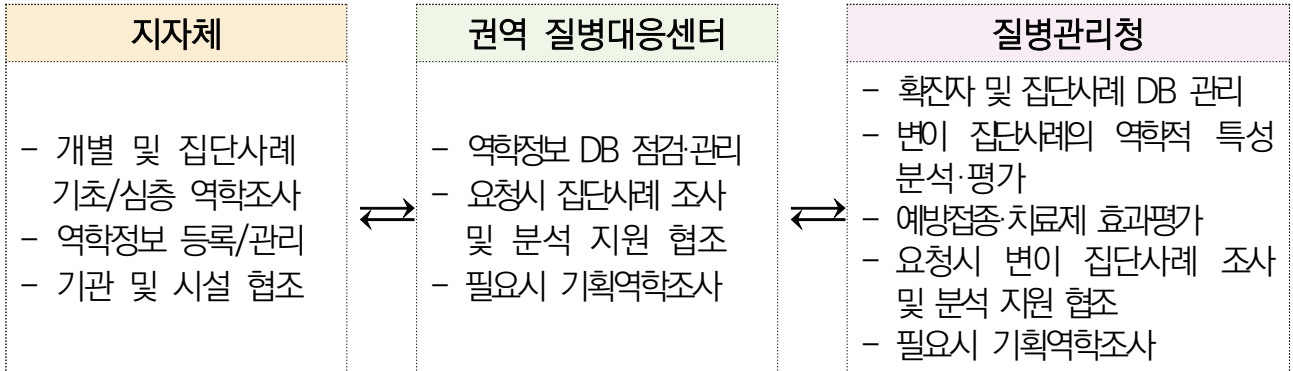 지자체
- 개별 및 집단사례
기초/심층 역학조사
- 역학정보 등록/관리
- 기관 및 시설 협조
권역 질병대응센터
- 역학정보 DB 점검·관리
- 요청시 집단사례 조사
및 분석 지원 협조
- 필요시 기획역학조사
질병관리청
- 확진자 및 집단사례 DB 관리
- 변이 집단사례의 역학적 특성
분석·평가
- 예방접종·치료제 효과평가
- 요청시 변이 집단사례 조사
및 분석 지원 협조
- 필요시 기획역학조사